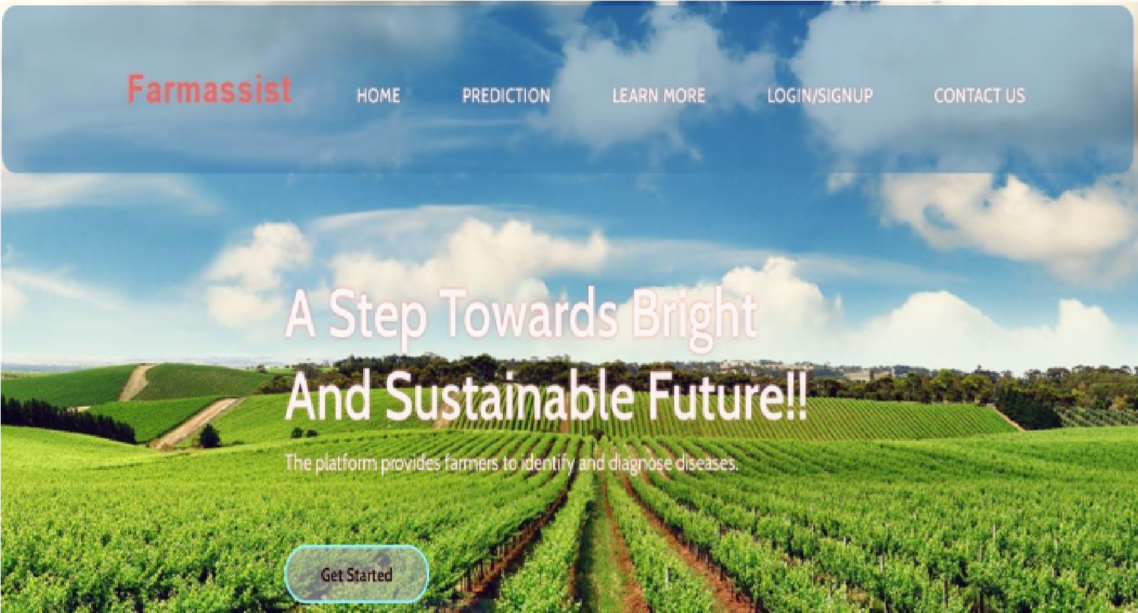 Farmassist HOME PREDICTION LEARN MORE LOGIN/SIGNUP CONTACT US
A Step Towards Bright
And Sustainable Future!!
The platform provides farmers to identify and diagnose diseases.
Get Started